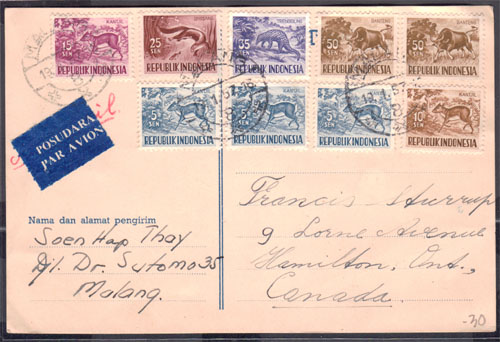 KANTJIL
15 SEN
REPUBLIK INDONESIA
25 SEN
REPUBLIK INDONESIA
TRENGGILING
35 SEN
REPUBLIK INDONESIA
BANTENG
50 SEN
REPUBLIK INDONESIA
BANTENG
50 SEN
REPUBLIK INDONESIA
KANTJIL
5 SEN
REPUBLIK INDONESIA
5 SEN
REPUBLIK INDONESIA
5 SEN
REPUBLIK INDONESIA
KANTJIL
10 SEN
REPUBLIK INDONESIA
POSUDARA
PAR AVION
Nama dan alamat pengirim
Soen Hap Thay
Djl. Dr. Sutomo 35
Malang.
Francis Sturrup
9 Lorne Avenue
Hamilton, Ont.,
Canada.
-30